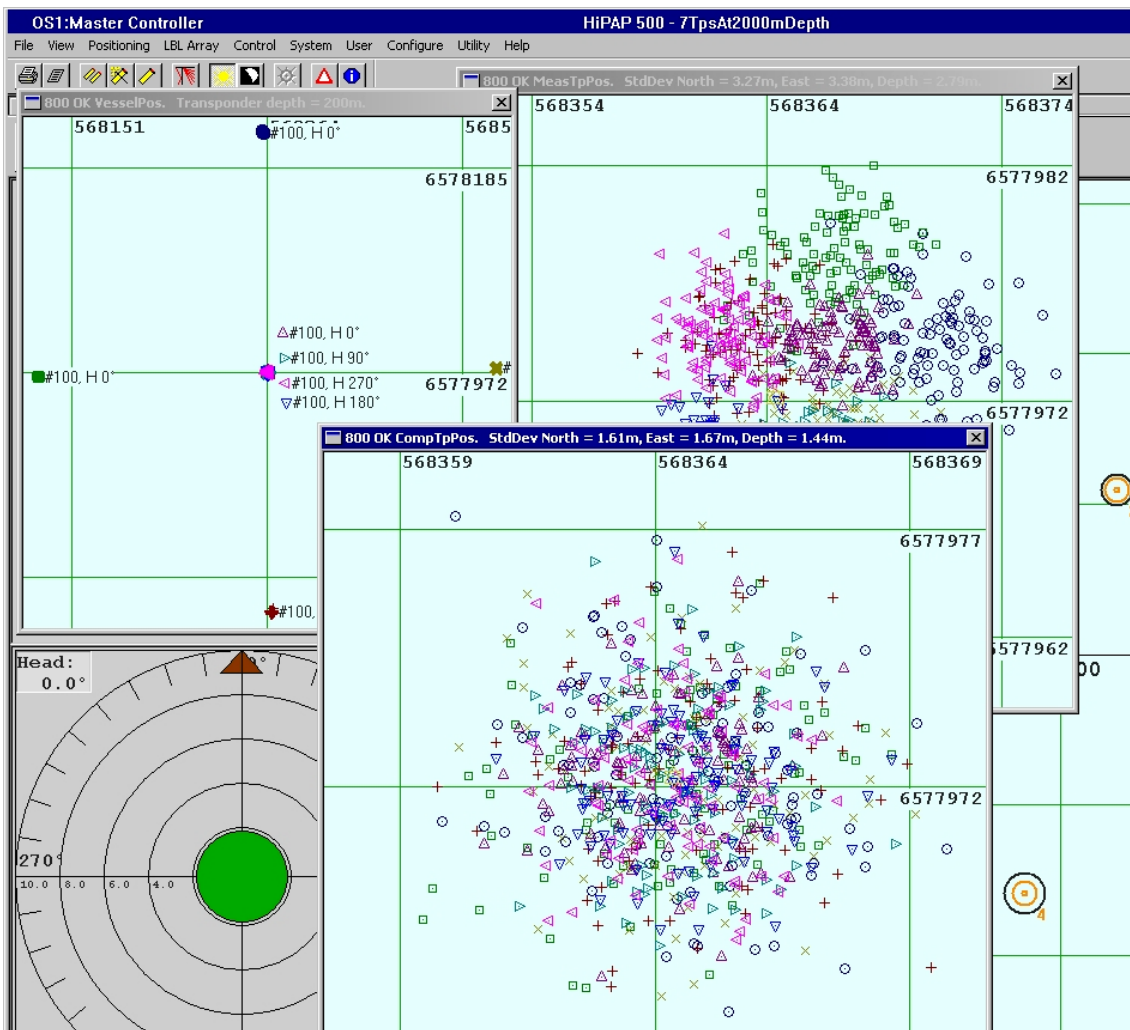 OS1:Master Controller HiPAP 500 - 7TpsAt2000mDepth
File View Positioning LBL Array Control System User Configure Utility Help
800 OK MeasTpPos. StdDev North = 3.27m, East = 3.38m, Depth = 2.79m.
800 OK VesselPos. Transponder depth = 200m.
568354 568364 568374
568151 5685
#100, H 0°
6578185
6577982
#100, H 0°
#100, H 90°
#100, H 0°
#100, H 270°
6577972
#
#100, H 180°
6577972
800 OK CompTpPos. StdDev North = 1.61m, East = 1.67m, Depth = 1.44m.
568359 568364 568369
6577977
#100,
6577962
Head:
0.0°
00
6577972
270°
10.0 8.0 6.0 4.0
4